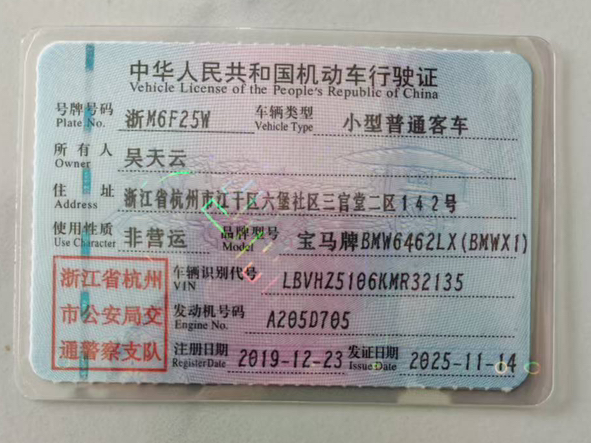 中华人民共和国机动车行驶证
Vehicle License of the People's Republic of China
号牌号码 Plate No. 浙M6F25W 车辆类型 Vehicle Type 小型普通客车
所有人 Owner 吴天云
住址 Address 浙江省杭州市江干区六堡社区三官堂二区142号
使用性质 Use Character 非营运 品牌型号 Model 宝马牌BMW6462LX(BMWX1)
浙江省杭州 车辆识别代号 VIN LBVHZ5106KMR32135
市公安局交 发动机号码 Engine No. A205D705
通警察支队 注册日期 Register Date 2019-12-23 发证日期 Issue Date 2025-11-14